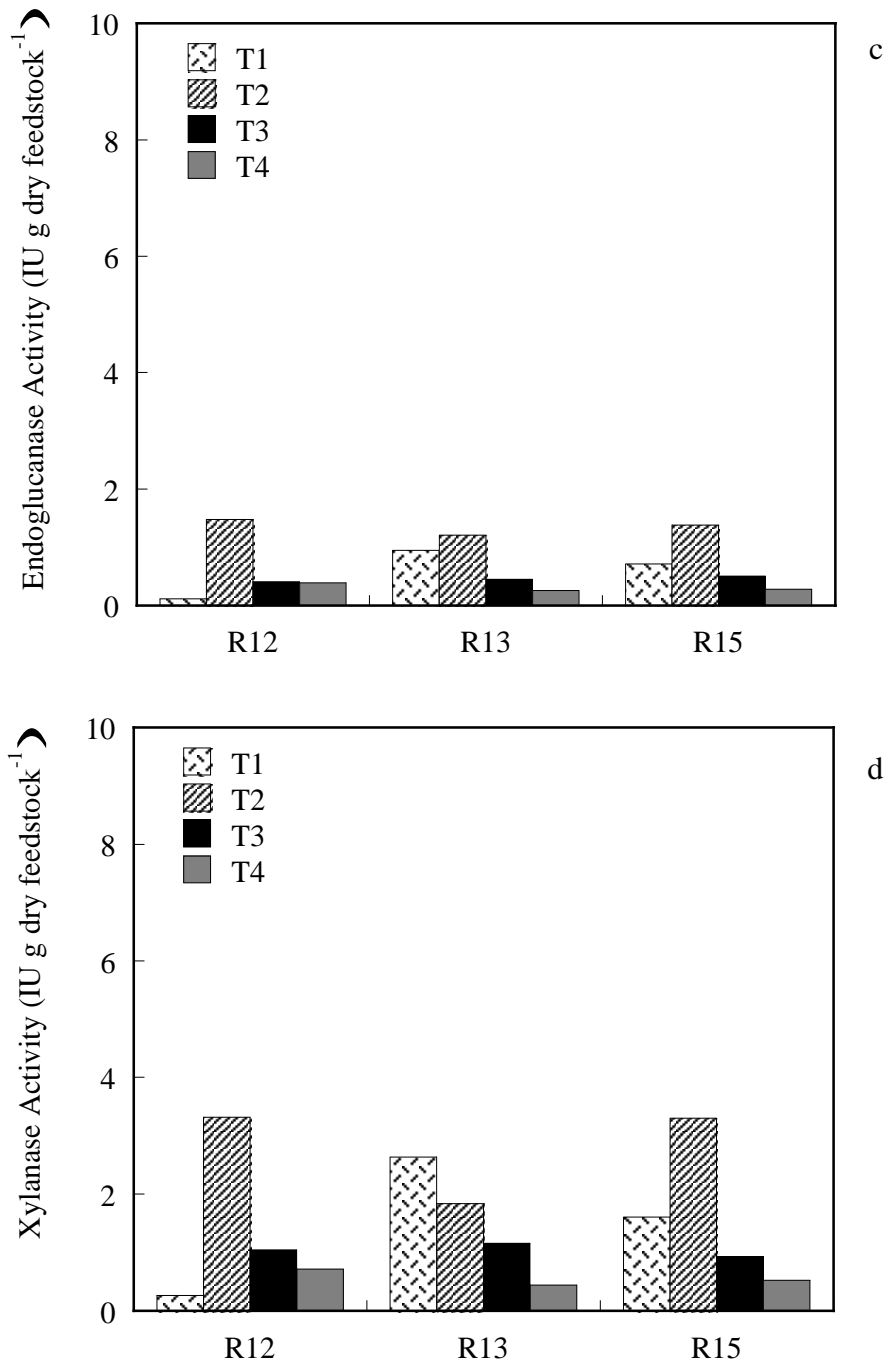 Endoglucanase Activity (IU g dry feedstock⁻¹)
10
8
6
4
2
0
T1
T2
T3
T4
c
R12 R13 R15
Xylanase Activity (IU g dry feedstock⁻¹)
10
8
6
4
2
0
T1
T2
T3
T4
d
R12 R13 R15